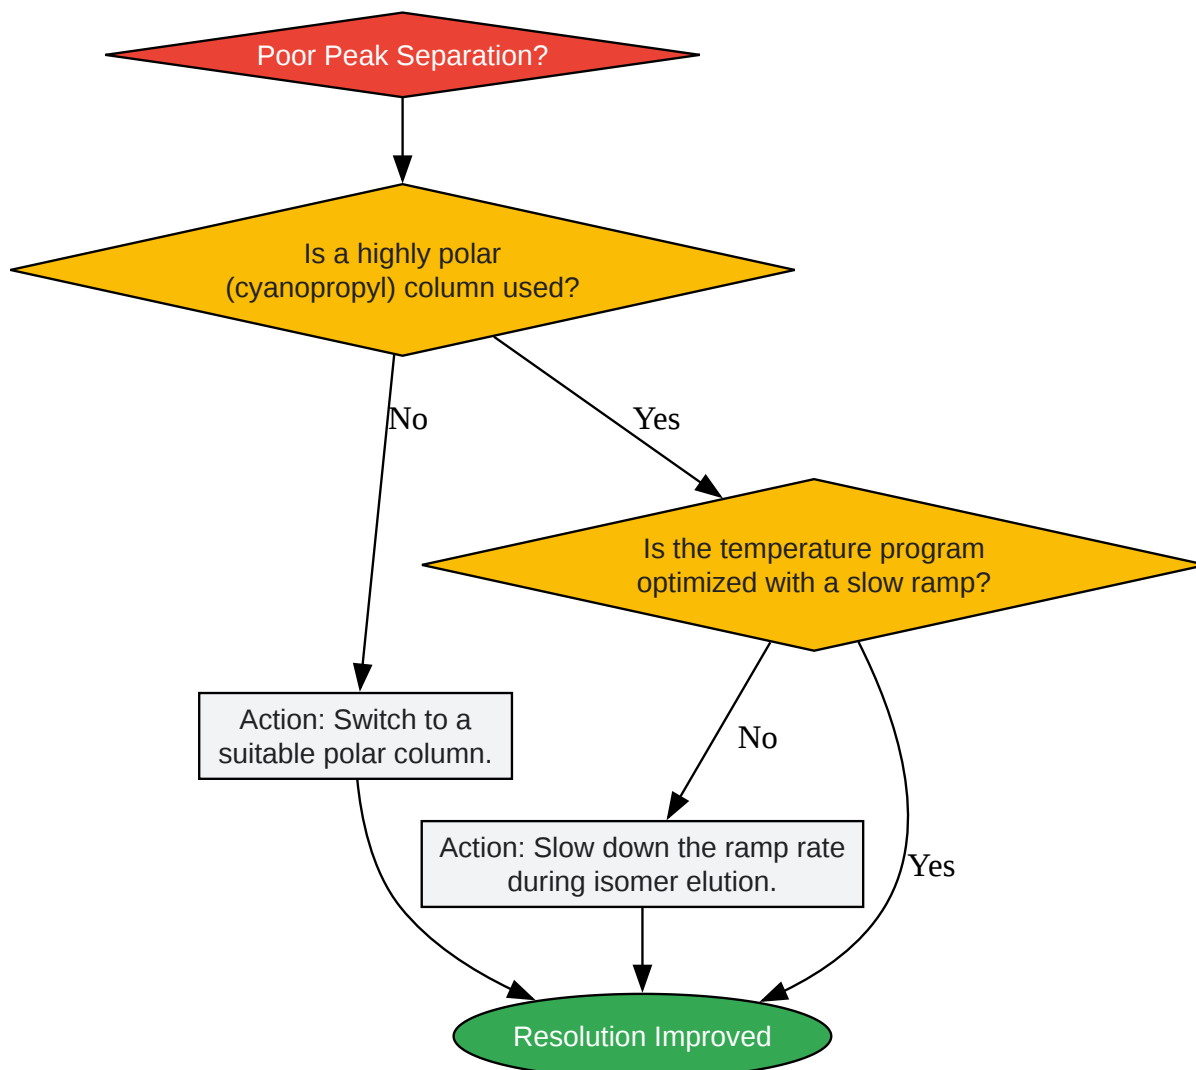 Poor Peak Separation?
Is a highly polar
(cyanopropyl) column used?
No
Yes
Is the temperature program
optimized with a slow ramp?
Action: Switch to a
suitable polar column.
No
Action: Slow down the ramp rate
during isomer elution.
Yes
Resolution Improved